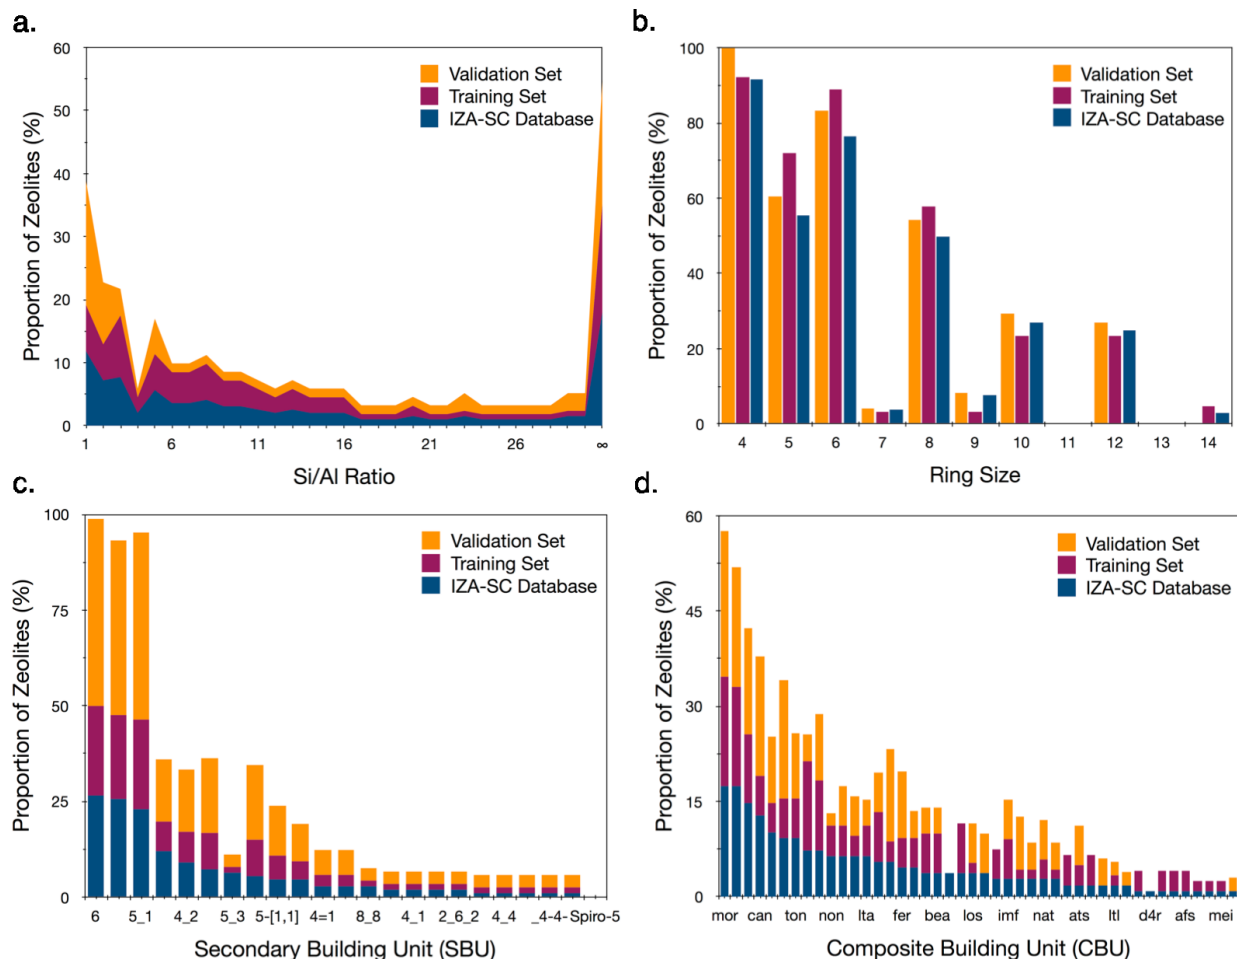 a.
Proportion of Zeolites (%)
60
50
40
30
20
10
0
Validation Set
Training Set
IZA-SC Database
1 6 11 16 21 26 ∞
Si/Al Ratio
b.
Proportion of Zeolites (%)
100
80
60
40
20
0
Validation Set
Training Set
IZA-SC Database
4 5 6 7 8 9 10 11 12 13 14
Ring Size
c.
Proportion of Zeolites (%)
100
75
50
25
0
Validation Set
Training Set
IZA-SC Database
6 5_1 4_2 5_3 5-[1,1] 4=1 8_8 4_1 2_6_2 4_4 _4-4- Spiro-5
Secondary Building Unit (SBU)
d.
Proportion of Zeolites (%)
60
45
30
15
0
Validation Set
Training Set
IZA-SC Database
mor can ton non lta fer bea los imf nat ats ltl d4r afs mei
Composite Building Unit (CBU)